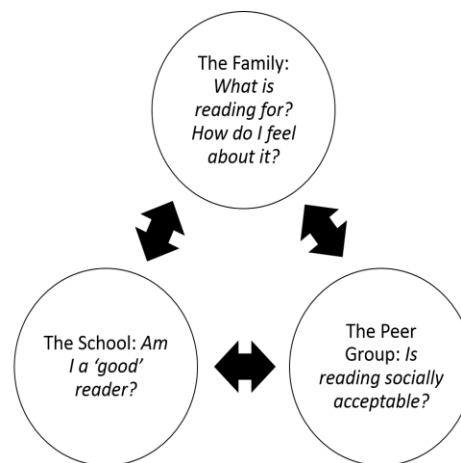 The Family:
What is
reading for?
How do I feel
about it?
The School: Am
I a ‘good’
reader?
The Peer
Group: Is
reading socially
acceptable?